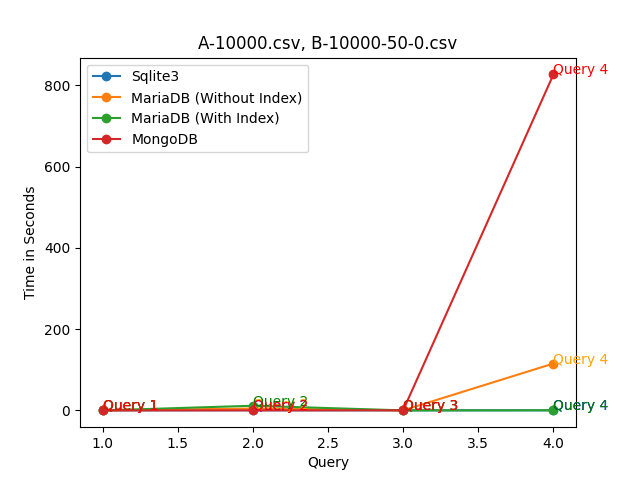 A-10000.csv, B-10000-50-0.csv
Sqlite3
MariaDB (Without Index)
MariaDB (With Index)
MongoDB
Time in Seconds
800
600
400
200
0
Query 4
Query 4
Query 1
Query 2
Query 2
Query 3
Query 4
1.0 1.5 2.0 2.5 3.0 3.5 4.0
Query